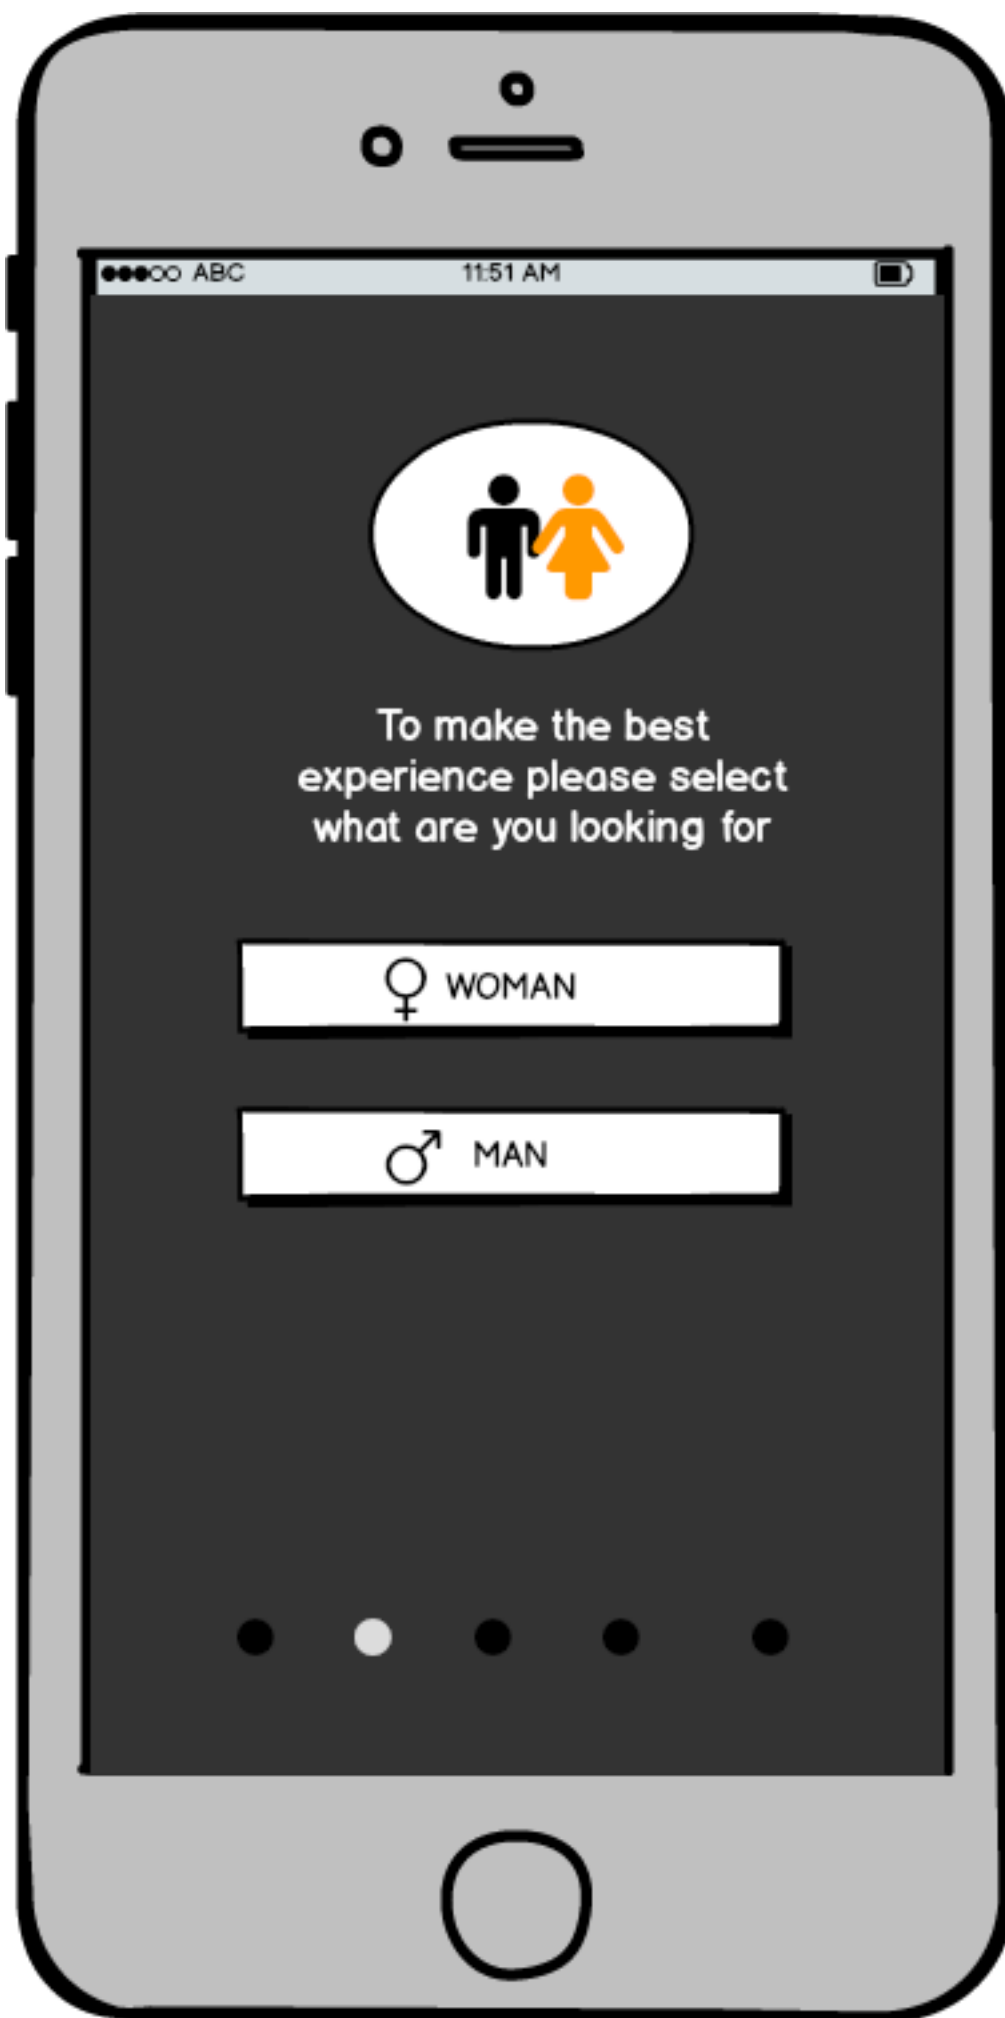 ABC 11:51 AM
To make the best
experience please select
what are you looking for
WOMAN
MAN